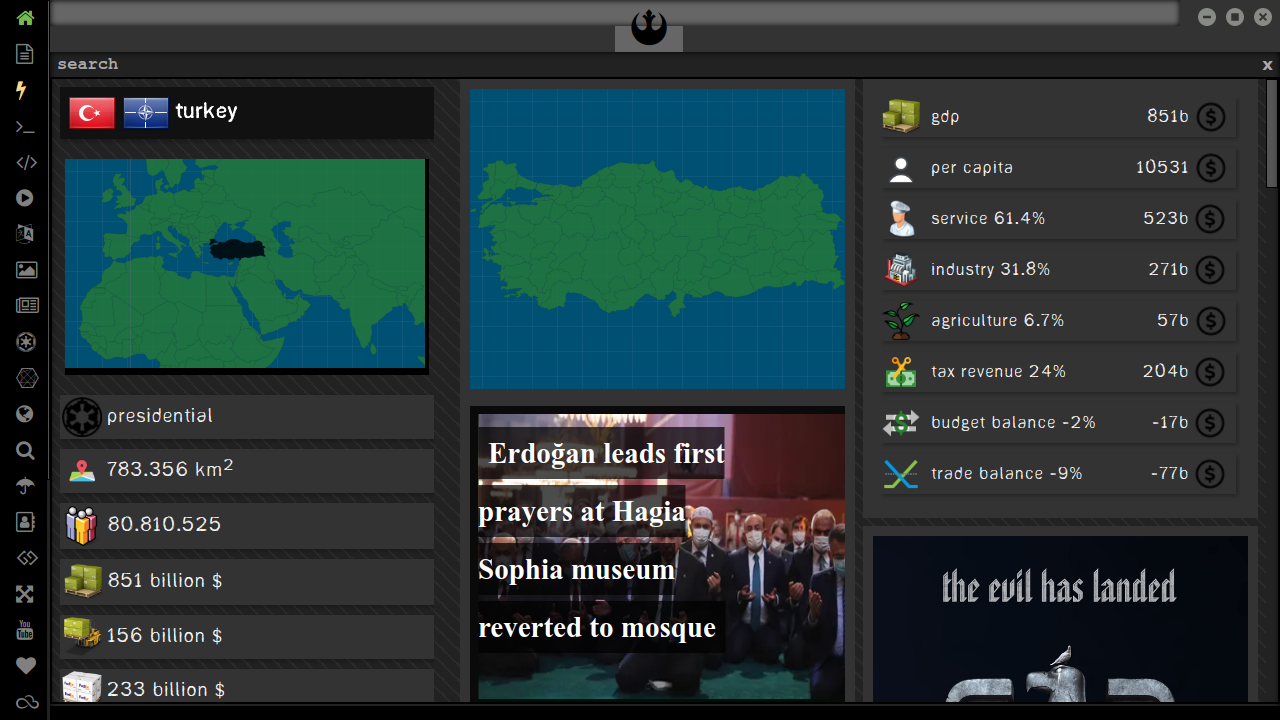 search
x
turkey
presidential
783.356 km²
80.810.525
851 billion $
156 billion $
233 billion $
Erdoğan leads first
prayers at Hagia
Sophia museum
reverted to mosque
gdp 851b
per capita 10531
service 61.4% 523b
industry 31.8% 271b
agriculture 6.7% 57b
tax revenue 24% 204b
budget balance -2% -17b
trade balance -9% -77b
the evil has landed
You
Tube
FedEx